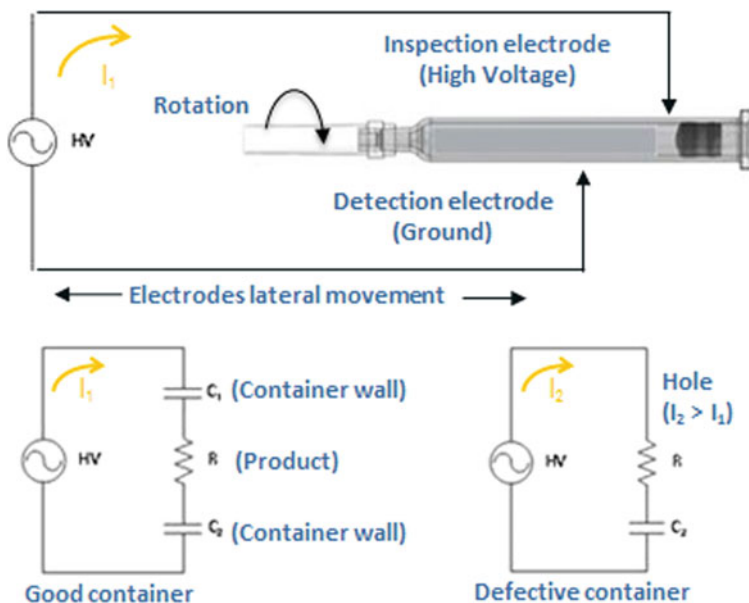 Inspection electrode
(High Voltage)
I₁
Rotation
HV
Detection electrode
(Ground)
Electrodes lateral movement
I₁
C₁ (Container wall)
HV
R (Product)
C₂ (Container wall)
Good container
I₂
Hole
(I₂ > I₁)
HV
R
C₂
Defective container